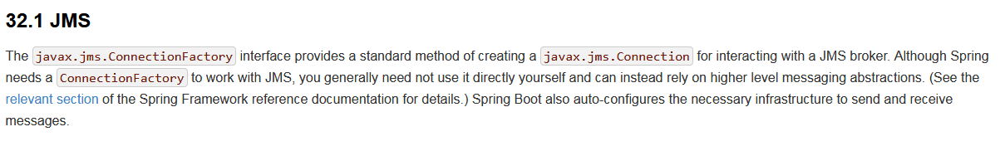 32.1 JMS
The javax.jms.ConnectionFactory interface provides a standard method of creating a javax.jms.Connection for interacting with a JMS broker. Although Spring
needs a ConnectionFactory to work with JMS, you generally need not use it directly yourself and can instead rely on higher level messaging abstractions. (See the
relevant section of the Spring Framework reference documentation for details.) Spring Boot also auto-configures the necessary infrastructure to send and receive
messages.